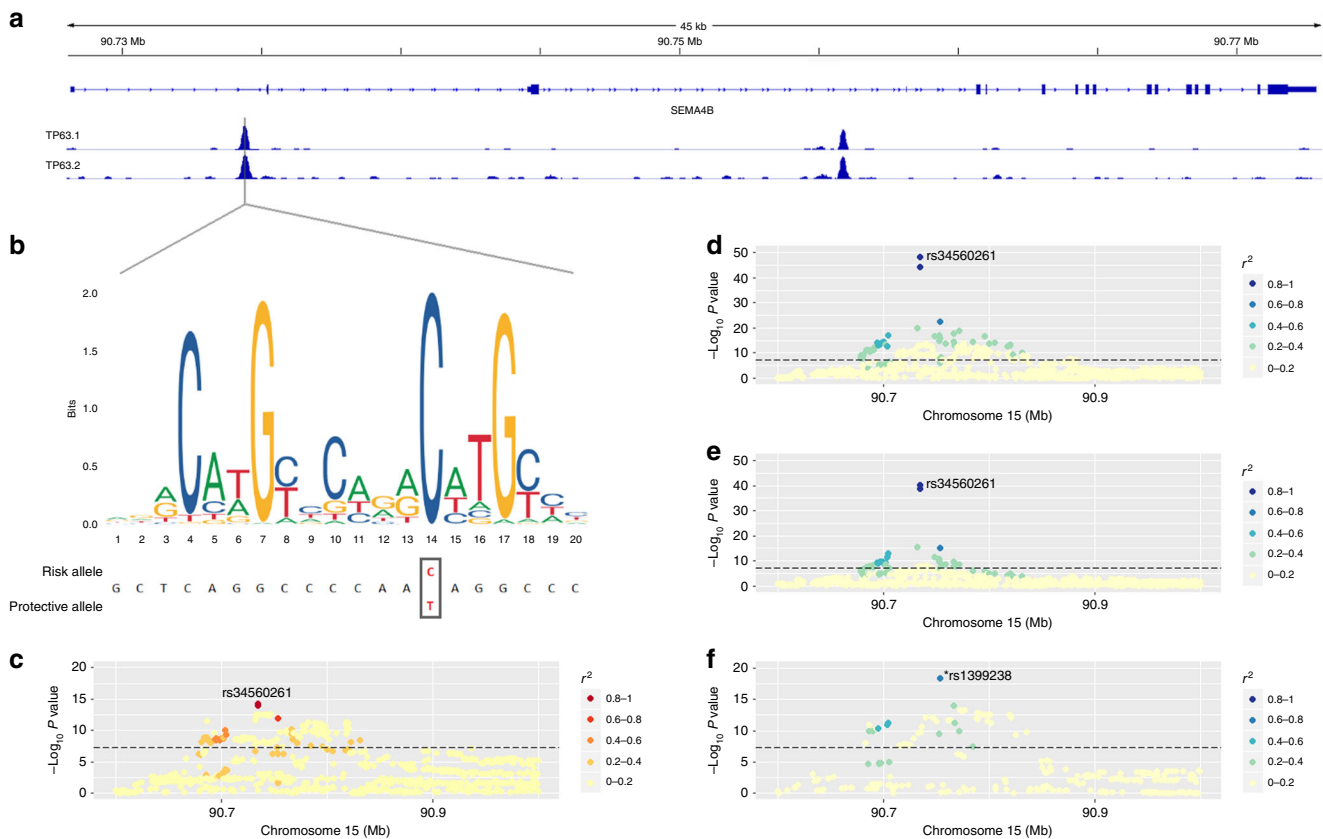 a
45 kb
90.73 Mb 90.75 Mb 90.77 Mb
SEMA4B
TP63.1
TP63.2
b
2.0
1.5
1.0
0.5
0.0
Bits
1 2 3 4 5 6 7 8 9 10 11 12 13 14 15 16 17 18 19 20
Risk allele
C
G C T C A G G C C C C A A A G G C C C
Protective allele
T
c
20
15
10
5
0
–Log10 P value
rs34560261
90.7 90.9
Chromosome 15 (Mb)
r2
0.8–1
0.6–0.8
0.4–0.6
0.2–0.4
0–0.2
d
50
40
30
20
10
0
–Log10 P value
rs34560261
90.7 90.9
Chromosome 15 (Mb)
r2
0.8–1
0.6–0.8
0.4–0.6
0.2–0.4
0–0.2
e
50
40
30
20
10
0
–Log10 P value
rs34560261
90.7 90.9
Chromosome 15 (Mb)
r2
0.8–1
0.6–0.8
0.4–0.6
0.2–0.4
0–0.2
f
20
15
10
5
0
–Log10 P value
*rs1399238
90.7 90.9
Chromosome 15 (Mb)
r2
0.8–1
0.6–0.8
0.4–0.6
0.2–0.4
0–0.2